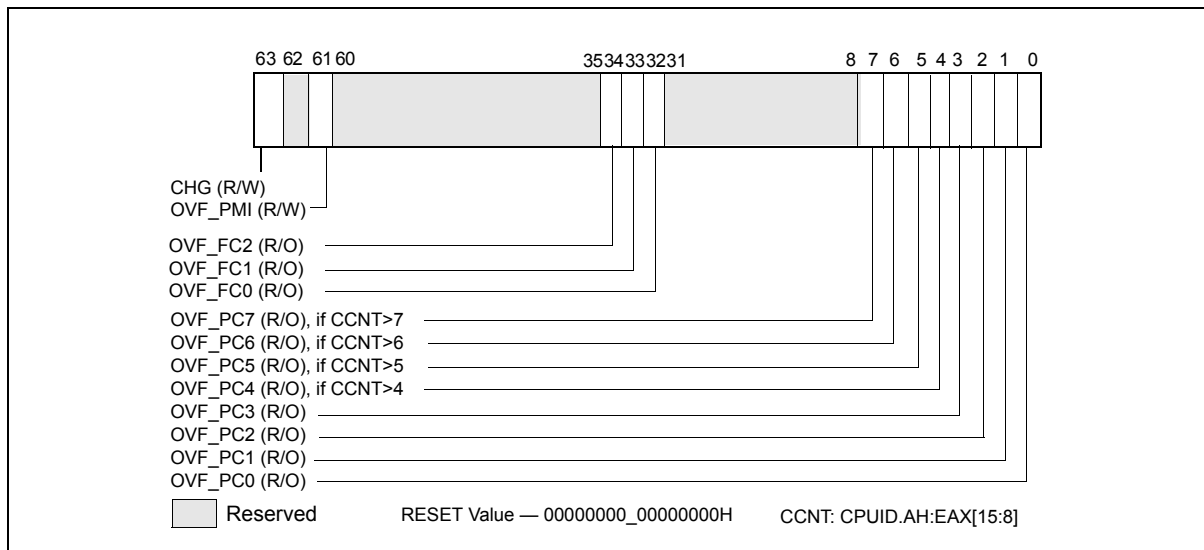 63 62 61 60 35 34 33 32 31 8 7 6 5 4 3 2 1 0
CHG (R/W)
OVF_PMI (R/W)
OVF_FC2 (R/O)
OVF_FC1 (R/O)
OVF_FC0 (R/O)
OVF_PC7 (R/O), if CCNT>7
OVF_PC6 (R/O), if CCNT>6
OVF_PC5 (R/O), if CCNT>5
OVF_PC4 (R/O), if CCNT>4
OVF_PC3 (R/O)
OVF_PC2 (R/O)
OVF_PC1 (R/O)
OVF_PC0 (R/O)
Reserved RESET Value — 00000000_00000000H CCNT: CPUID.AH:EAX[15:8]